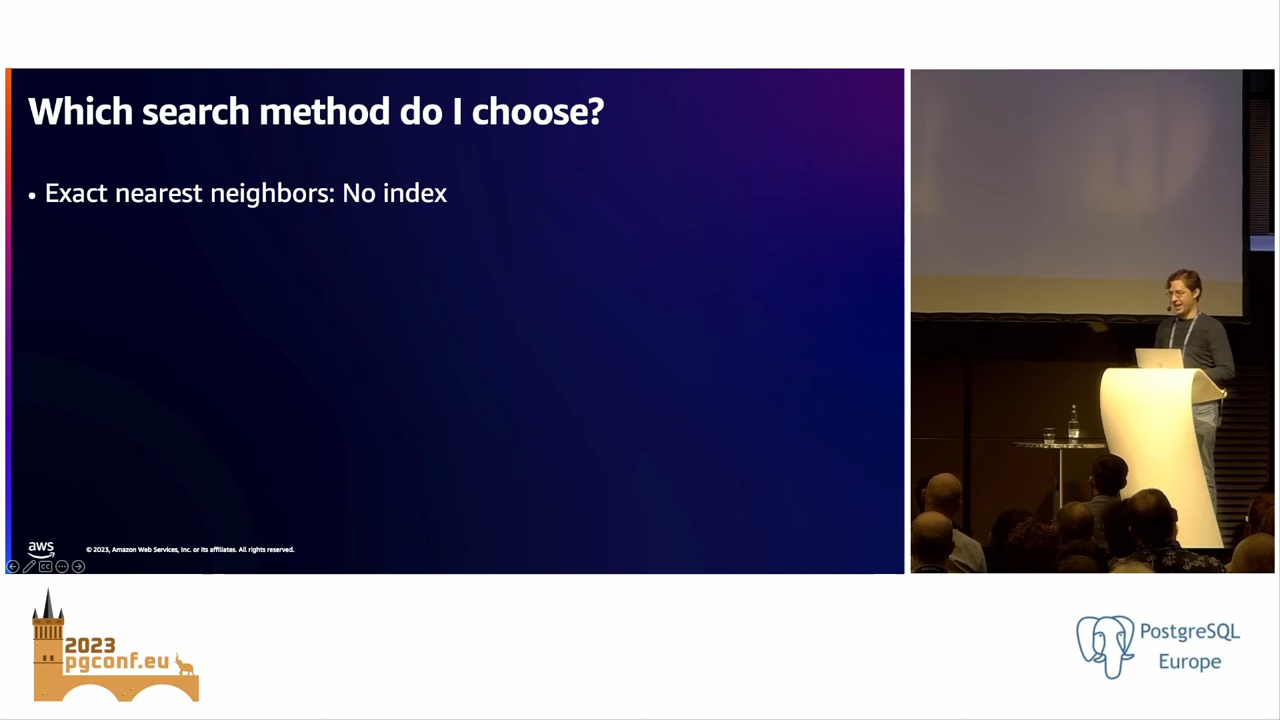 Which search method do I choose?
• Exact nearest neighbors: No index
aws
© 2023, Amazon Web Services, Inc. or its affiliates. All rights reserved.
CC
2023
pgconf.eu
PostgreSQL
Europe